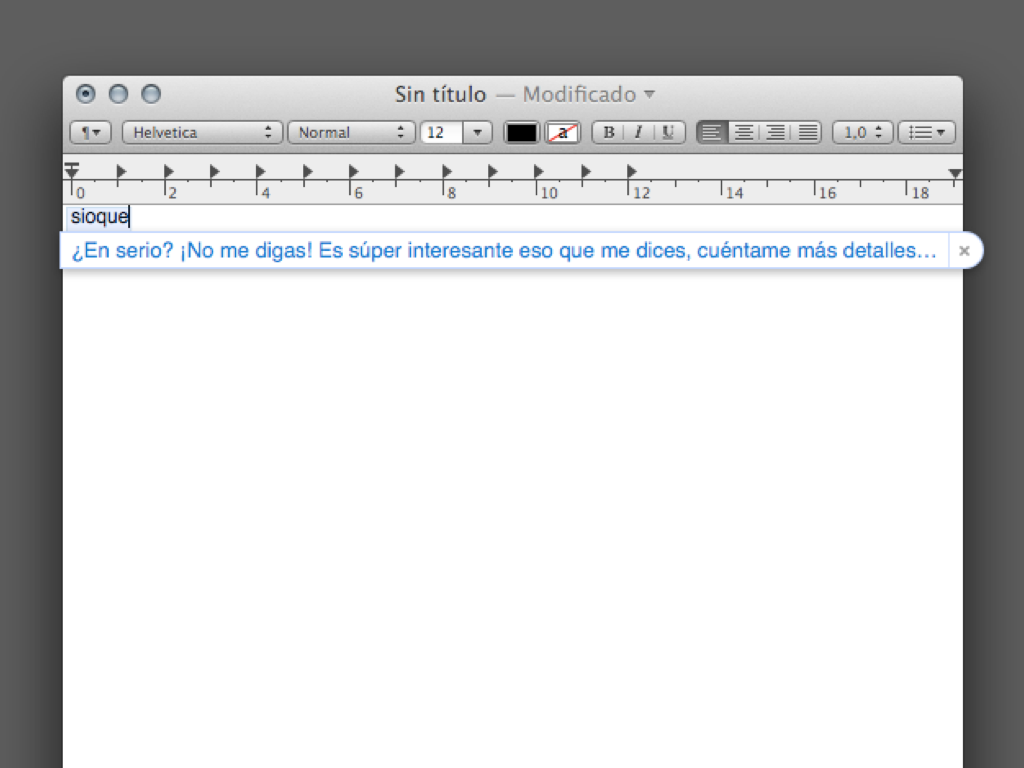 Sin título — Modificado
¶ Helvetica Normal 12 a B I U 1,0
0 2 4 6 8 10 12 14 16 18
sioque
¿En serio? ¡No me digas! Es súper interesante eso que me dices, cuéntame más detalles… ×